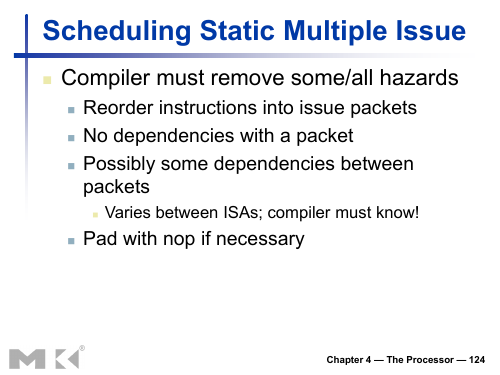 Scheduling Static Multiple Issue
Compiler must remove some/all hazards
Reorder instructions into issue packets
No dependencies with a packet
Possibly some dependencies between
packets
Varies between ISAs; compiler must know!
Pad with nop if necessary
MK®
Chapter 4 — The Processor — 124